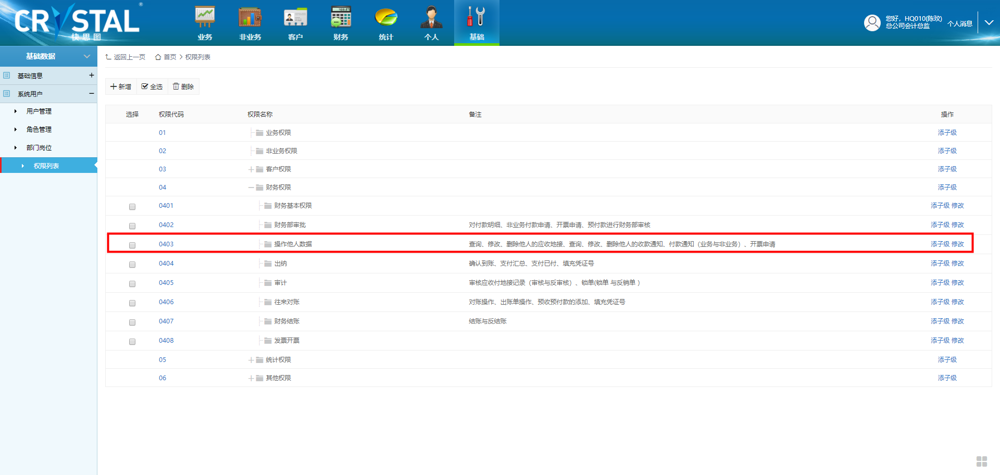 CRYSTAL ®
快思图
业务 非业务 客户 财务 统计 个人 基础
您好，HQ010(陈玟)
总公司会计总监
个人消息
基础数据
基础信息
系统用户
用户管理
角色管理
部门岗位
权限列表
返回上一页 首页 > 权限列表
新增 全选 删除
选择 权限代码 权限名称 备注 操作
01 业务权限 添子级
02 非业务权限 添子级
03 客户权限 添子级
04 财务权限 添子级
0401 财务基本权限 添子级 修改
0402 财务部审批 对付款明细、非业务付款申请、开票申请、预付款进行财务部审核 添子级 修改
0403 操作他人数据 查询、修改、删除他人的应收地接、查询、修改、删除他人的收款通知、付款通知（业务与非业务）、开票申请 添子级 修改
0404 出纳 确认到账、支付汇总、支付已付、填充凭证号 添子级 修改
0405 审计 审核应收付地接记录（审核与反审核）、锁单(锁单 与反销单 ) 添子级 修改
0406 往来对账 对账操作、出账单操作、预收预付款的添加、填充凭证号 添子级 修改
0407 财务结账 结账与反结账 添子级 修改
0408 发票开票 添子级 修改
05 统计权限 添子级
06 其他权限 添子级